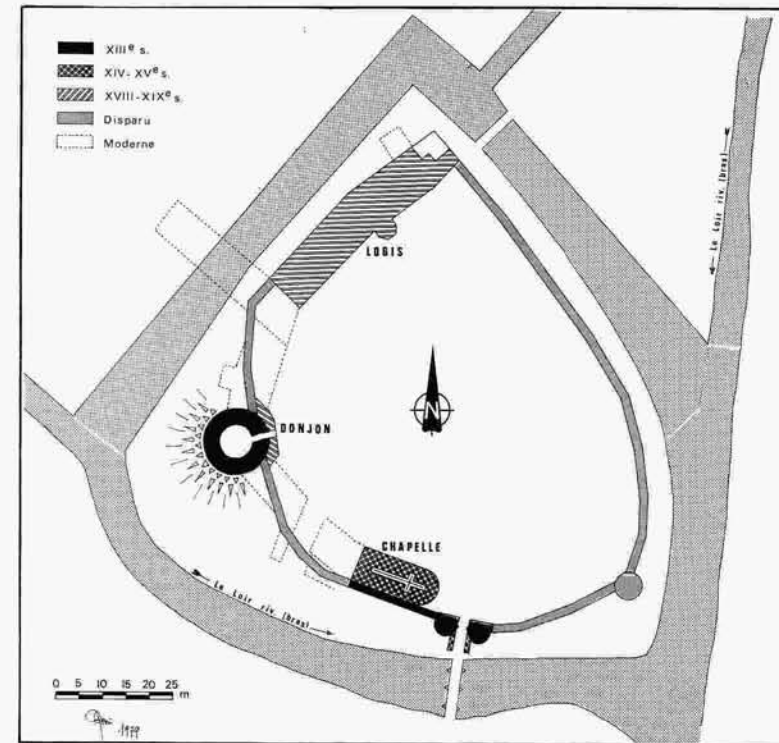 XIIIe s.
XIV-XVe s.
XVIII-XIXe s.
Disparu
Moderne
LOGIS
Le Loir riv. (bras)
N
DONJON
CHAPELLE
Le Loir riv. (bras)
0 5 10 15 20 25 m
1979